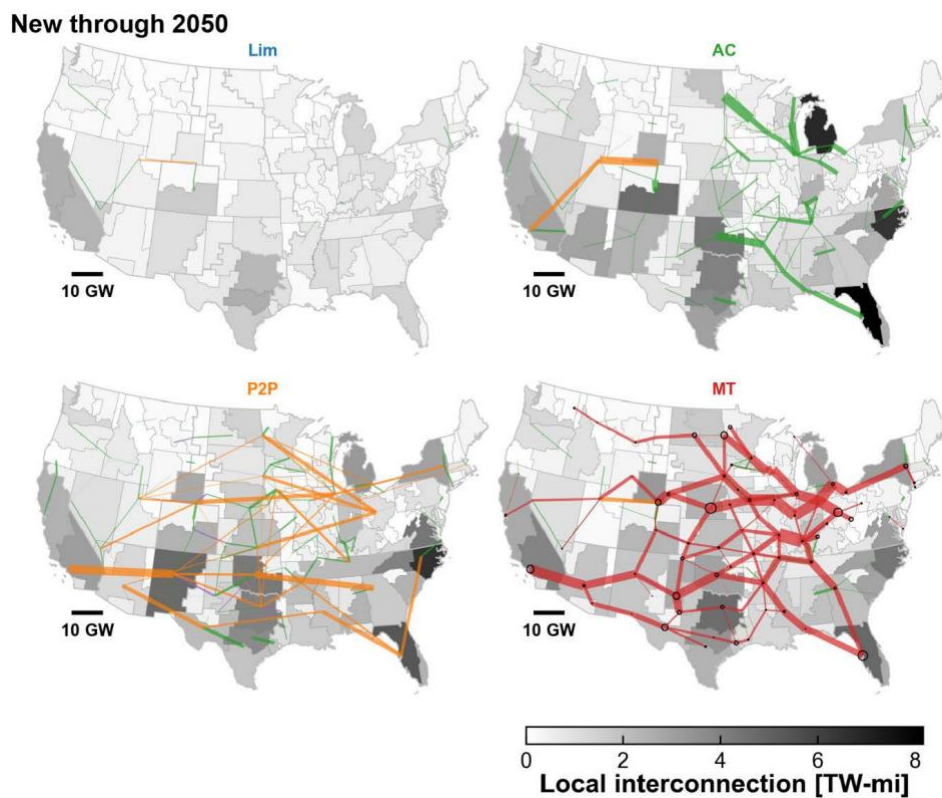 New through 2050
Lim
AC
10 GW
10 GW
P2P
MT
10 GW
10 GW
0 2 4 6 8
Local interconnection [TW-mi]